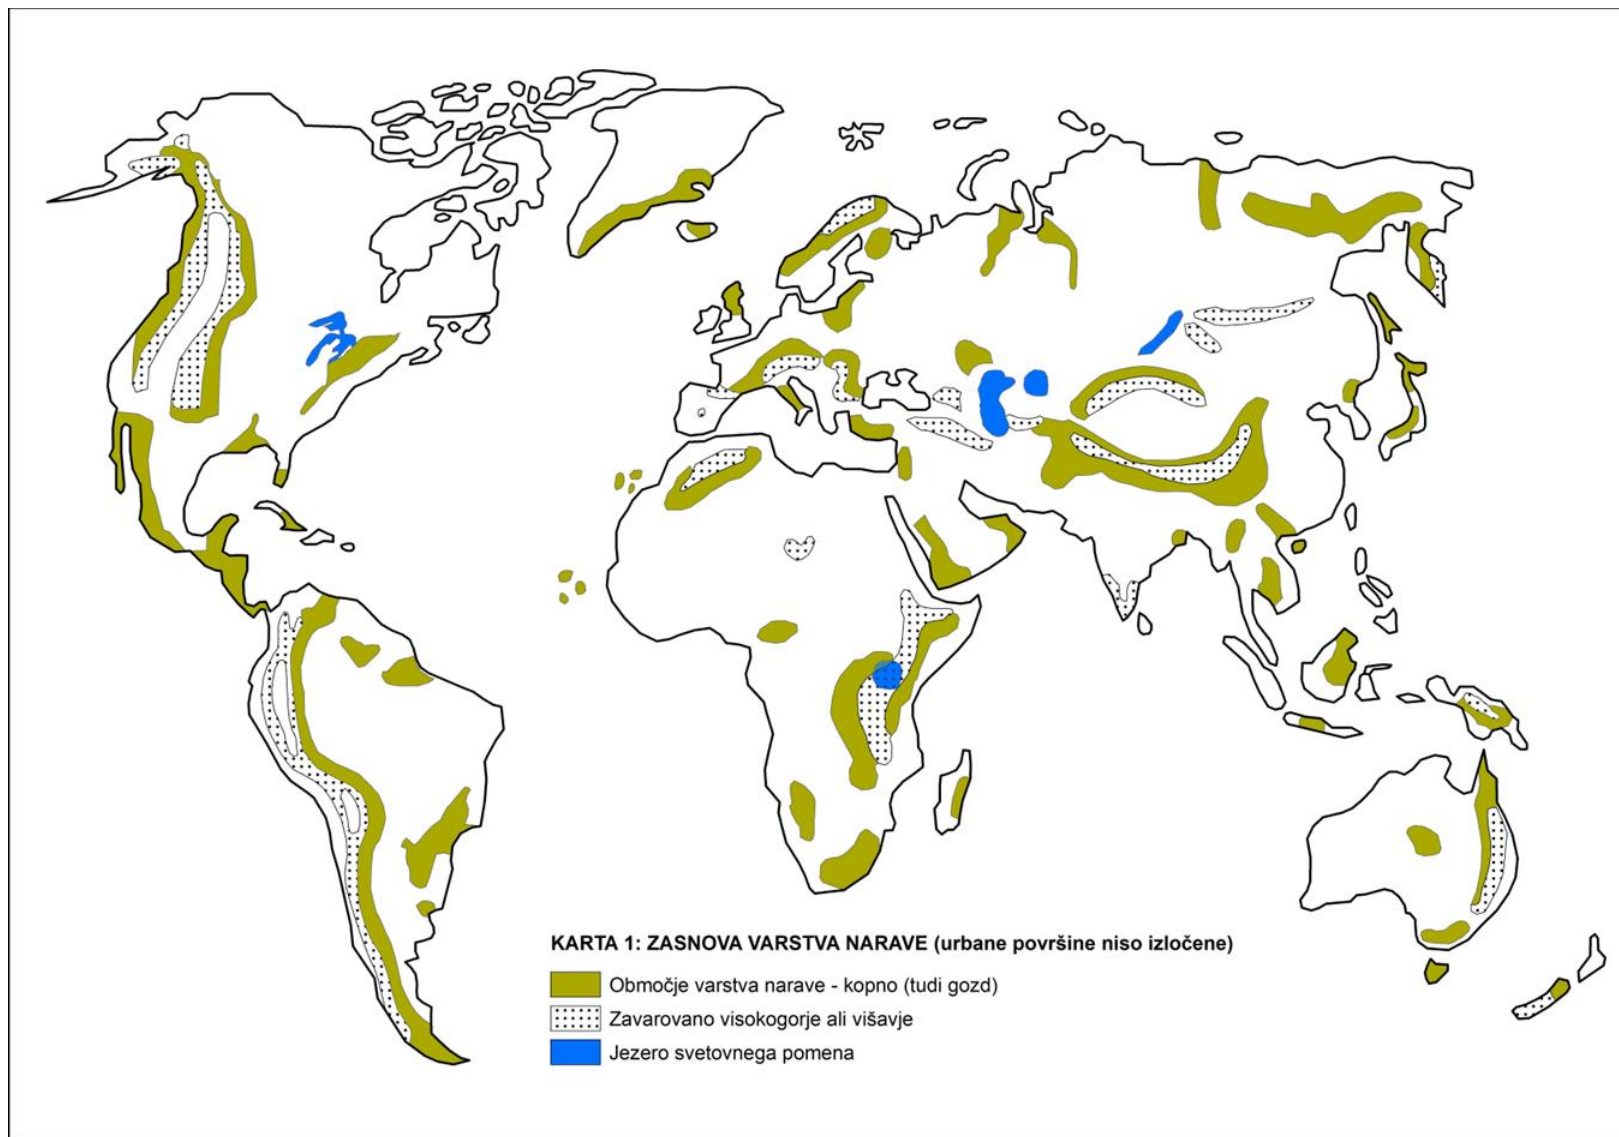 KARTA 1: ZASNOVA VARSTVA NARAVE (urbane površine niso izločene)
Območje varstva narave - kopno (tudi gozd)
Zavarovano visokogorje ali višavje
Jezero svetovnega pomena